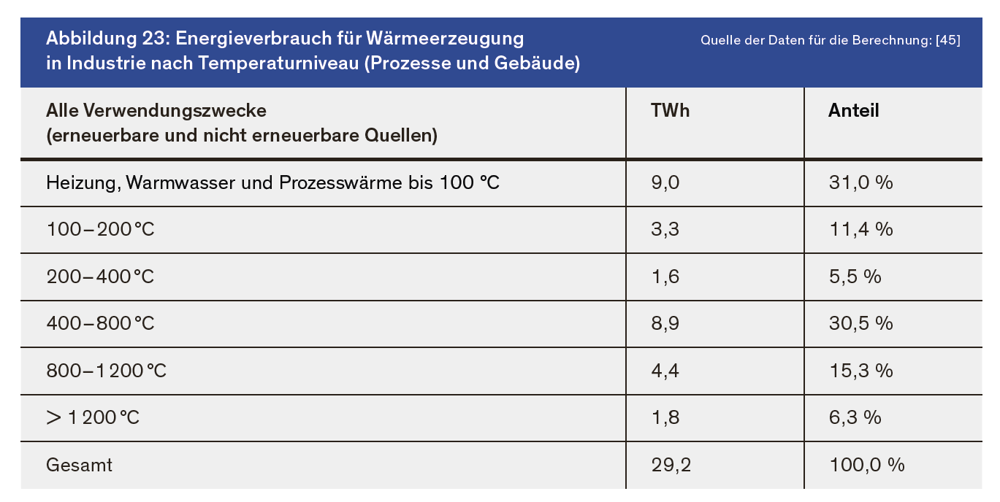 Abbildung 23: Energieverbrauch für Wärmeerzeugung
in Industrie nach Temperaturniveau (Prozesse und Gebäude)
Quelle der Daten für die Berechnung: [45]
Alle Verwendungszwecke
(erneuerbare und nicht erneuerbare Quellen)
TWh
Anteil
Heizung, Warmwasser und Prozesswärme bis 100 °C 9,0 31,0 %
100–200 °C 3,3 11,4 %
200–400 °C 1,6 5,5 %
400–800 °C 8,9 30,5 %
800–1 200 °C 4,4 15,3 %
> 1 200 °C 1,8 6,3 %
Gesamt 29,2 100,0 %